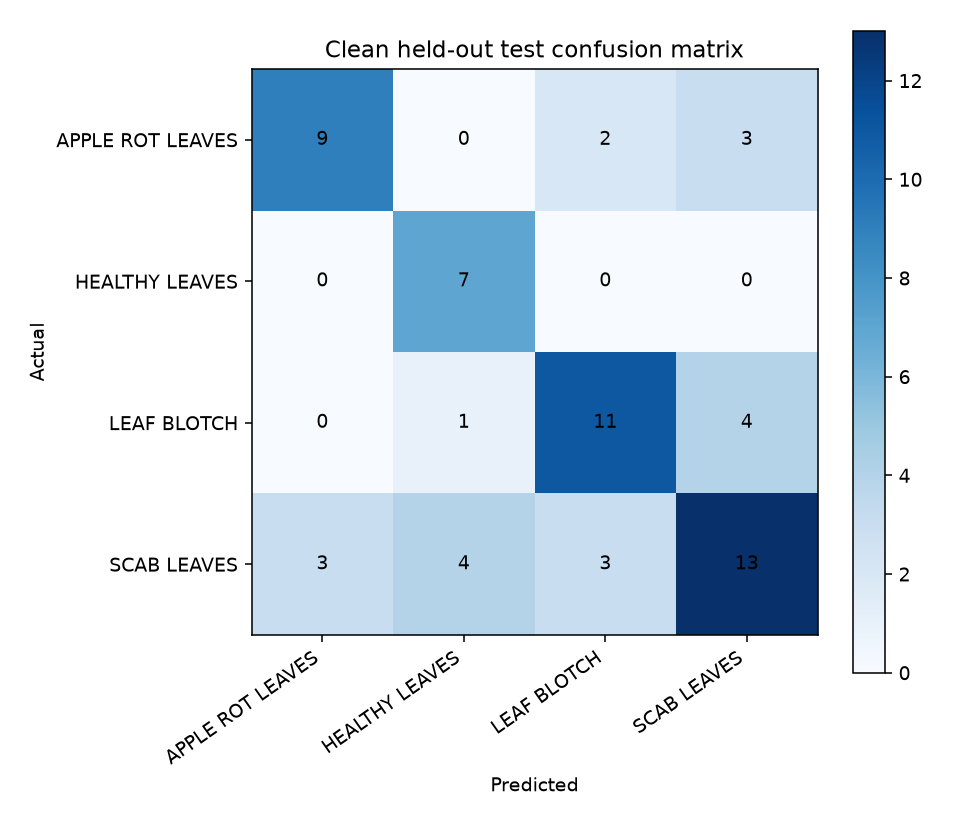 Clean held-out test confusion matrix
APPLE ROT LEAVES 9 0 2 3
HEALTHY LEAVES 0 7 0 0
LEAF BLOTCH 0 1 11 4
SCAB LEAVES 3 4 3 13
Actual
APPLE ROT LEAVES
HEALTHY LEAVES
LEAF BLOTCH
SCAB LEAVES
Predicted
12
10
8
6
4
2
0